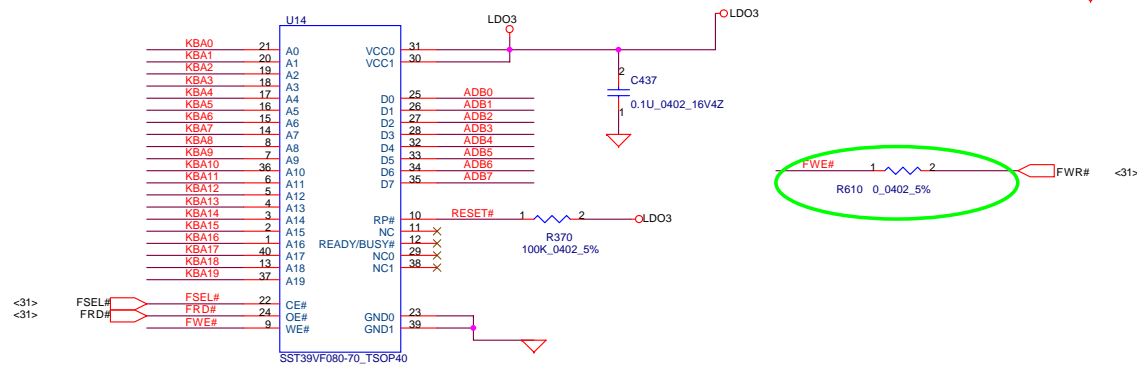 U14
LDO3
LDO3
KBA0 21 A0 VCC0 31
KBA1 20 A1 VCC1 30
KBA2 19 A2
KBA3 18 A3
KBA4 17 A4 D0 25 ADB0
KBA5 16 A5 D1 26 ADB1
KBA6 15 A6 D2 27 ADB2
KBA7 14 A7 D3 28 ADB3
KBA8 8 A8 D4 32 ADB4
KBA9 7 A9 D5 33 ADB5
KBA10 36 A10 D6 34 ADB6
KBA11 6 A11 D7 35 ADB7
KBA12 5 A12
KBA13 4 A13
KBA14 3 A14 RP# 10 RESET# 1 2 LDO3
KBA15 2 A15 NC 11
KBA16 1 A16 READY/BUSY# 12
KBA17 40 A17 NC0 29
KBA18 13 A18 NC1 38
KBA19 37 A19
R370
100K_0402_5%
2
C437
0.1U_0402_16V4Z
1
<31> FSEL# FSEL# 22 CE# GND0 23
<31> FRD# FRD# 24 OE# GND1 39
FWE# 9 WE#
SST39VF080-70_TSOP40
FWE# 1 2 FWR# <31>
R610 0_0402_5%